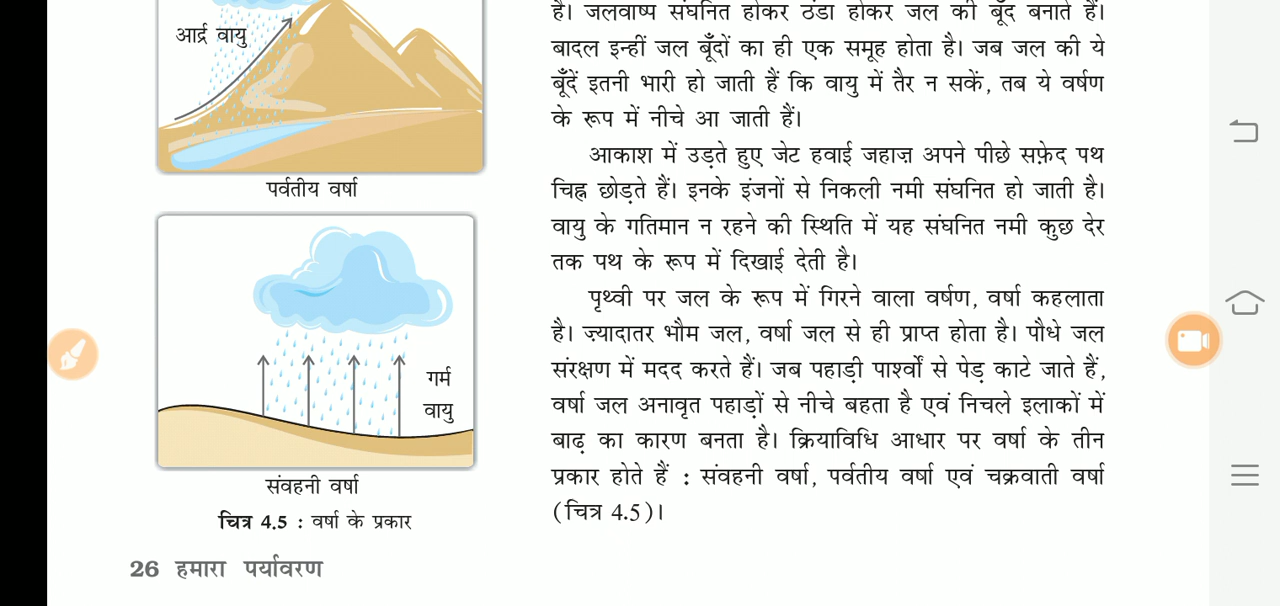 आर्द्र वायु
पर्वतीय वर्षा
गर्म
वायु
संवहनी वर्षा
चित्र 4.5 : वर्षा के प्रकार
है। जलवाष्प संघनित होकर ठंडा होकर जल की बूँद बनाते हैं।
बादल इन्हीं जल बूँदों का ही एक समूह होता है। जब जल की ये
बूँदें इतनी भारी हो जाती हैं कि वायु में तैर न सकें, तब ये वर्षण
के रूप में नीचे आ जाती हैं।
आकाश में उड़ते हुए जेट हवाई जहाज़ अपने पीछे सफ़ेद पथ
चिह्न छोड़ते हैं। इनके इंजनों से निकली नमी संघनित हो जाती है।
वायु के गतिमान न रहने की स्थिति में यह संघनित नमी कुछ देर
तक पथ के रूप में दिखाई देती है।
पृथ्वी पर जल के रूप में गिरने वाला वर्षण, वर्षा कहलाता
है। ज़्यादातर भौम जल, वर्षा जल से ही प्राप्त होता है। पौधे जल
संरक्षण में मदद करते हैं। जब पहाड़ी पार्श्वों से पेड़ काटे जाते हैं,
वर्षा जल अनावृत पहाड़ों से नीचे बहता है एवं निचले इलाकों में
बाढ़ का कारण बनता है। क्रियाविधि आधार पर वर्षा के तीन
प्रकार होते हैं : संवहनी वर्षा, पर्वतीय वर्षा एवं चक्रवाती वर्षा
(चित्र 4.5)।
26 हमारा पर्यावरण